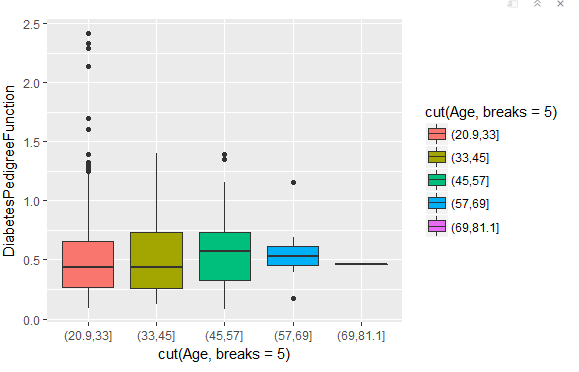 DiabetesPedigreeFunction
2.5
2.0
1.5
1.0
0.5
0.0
(20.9,33] (33,45] (45,57] (57,69] (69,81.1]
cut(Age, breaks = 5)
cut(Age, breaks = 5)
(20.9,33]
(33,45]
(45,57]
(57,69]
(69,81.1]